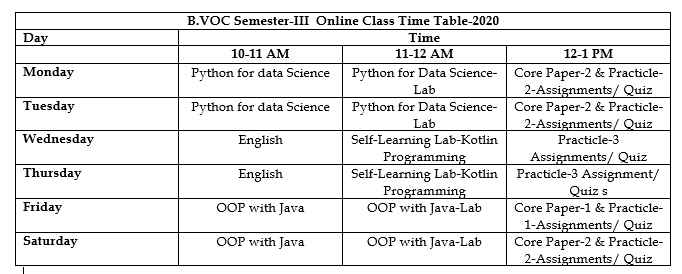 B.VOC Semester-III  Online Class Time Table-2020
Day Time
10-11 AM 11-12 AM 12-1 PM
Monday Python for data Science Python for Data Science- Core Paper-2 & Practicle-
Lab 2-Assignments/ Quiz
Tuesday Python for data Science Python for Data Science- Core Paper-2 & Practicle-
Lab 2-Assignments/ Quiz
Wednesday English Self-Learning Lab-Kotlin Practicle-3
Programming Assignments/ Quiz
Thursday English Self-Learning Lab-Kotlin Practicle-3 Assignment/
Programming Quiz s
Friday OOP with Java OOP with Java-Lab Core Paper-1 & Practicle-
1-Assignments/ Quiz
Saturday OOP with Java OOP with Java-Lab Core Paper-2 & Practicle-
2-Assignments/ Quiz